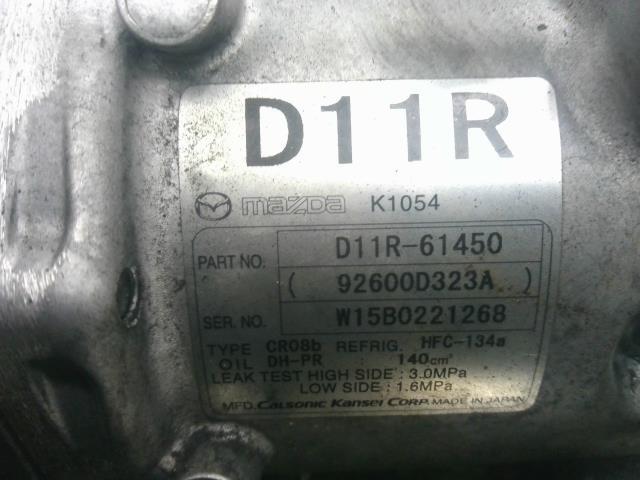 D11R
mazda K1054
PART NO. D11R-61450
( 92600D323A )
SER. NO. W15B0221268
TYPE CR08b REFRIG. HFC-134a
OIL DH-PR : 140cm³
LEAK TEST HIGH SIDE : 3.0MPa
LOW SIDE : 1.6MPa
MFD. CALSONIC KANSEI CORP. MADE IN JAPAN